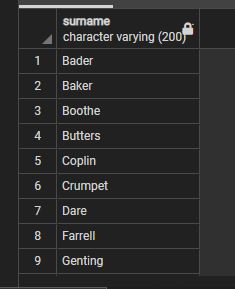 surname
character varying (200)
1 Bader
2 Baker
3 Boothe
4 Butters
5 Coplin
6 Crumpet
7 Dare
8 Farrell
9 Genting